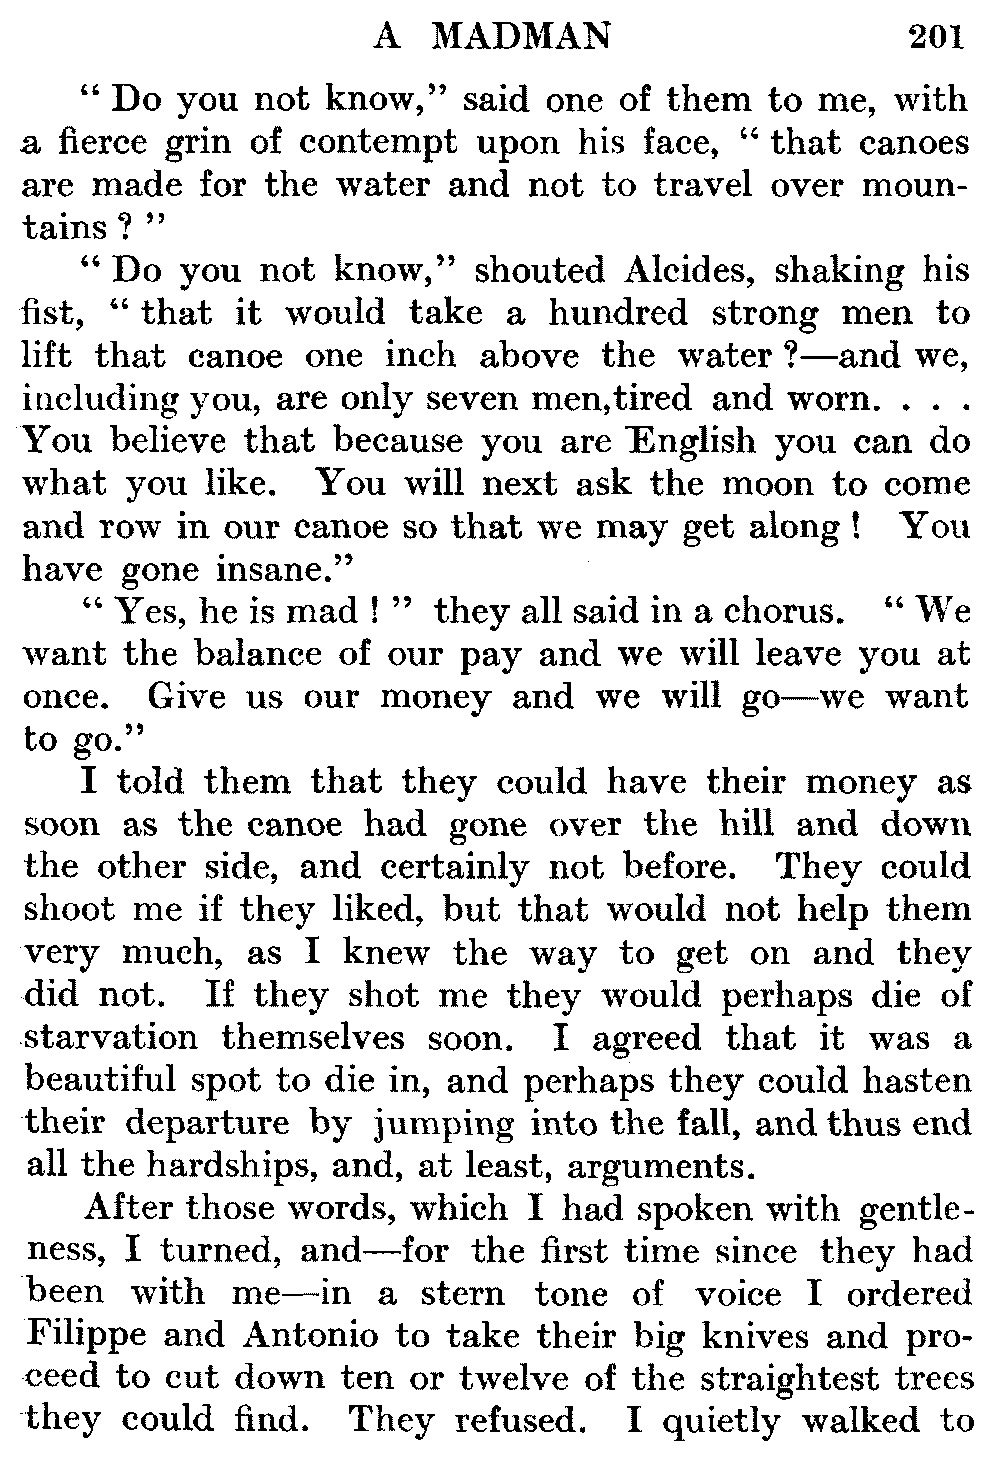 A MADMAN 201
“ Do you not know,” said one of them to me, with
a fierce grin of contempt upon his face, “ that canoes
are made for the water and not to travel over moun-
tains ? ”
“ Do you not know,” shouted Alcides, shaking his
fist, “ that it would take a hundred strong men to
lift that canoe one inch above the water ?—and we,
including you, are only seven men,tired and worn. . . .
You believe that because you are English you can do
what you like. You will next ask the moon to come
and row in our canoe so that we may get along ! You
have gone insane.”
“ Yes, he is mad ! ” they all said in a chorus. “ We
want the balance of our pay and we will leave you at
once. Give us our money and we will go—we want
to go.”
I told them that they could have their money as
soon as the canoe had gone over the hill and down
the other side, and certainly not before. They could
shoot me if they liked, but that would not help them
very much, as I knew the way to get on and they
did not. If they shot me they would perhaps die of
starvation themselves soon. I agreed that it was a
beautiful spot to die in, and perhaps they could hasten
their departure by jumping into the fall, and thus end
all the hardships, and, at least, arguments.
After those words, which I had spoken with gentle-
ness, I turned, and—for the first time since they had
been with me—in a stern tone of voice I ordered
Filippe and Antonio to take their big knives and pro-
ceed to cut down ten or twelve of the straightest trees
they could find. They refused. I quietly walked to